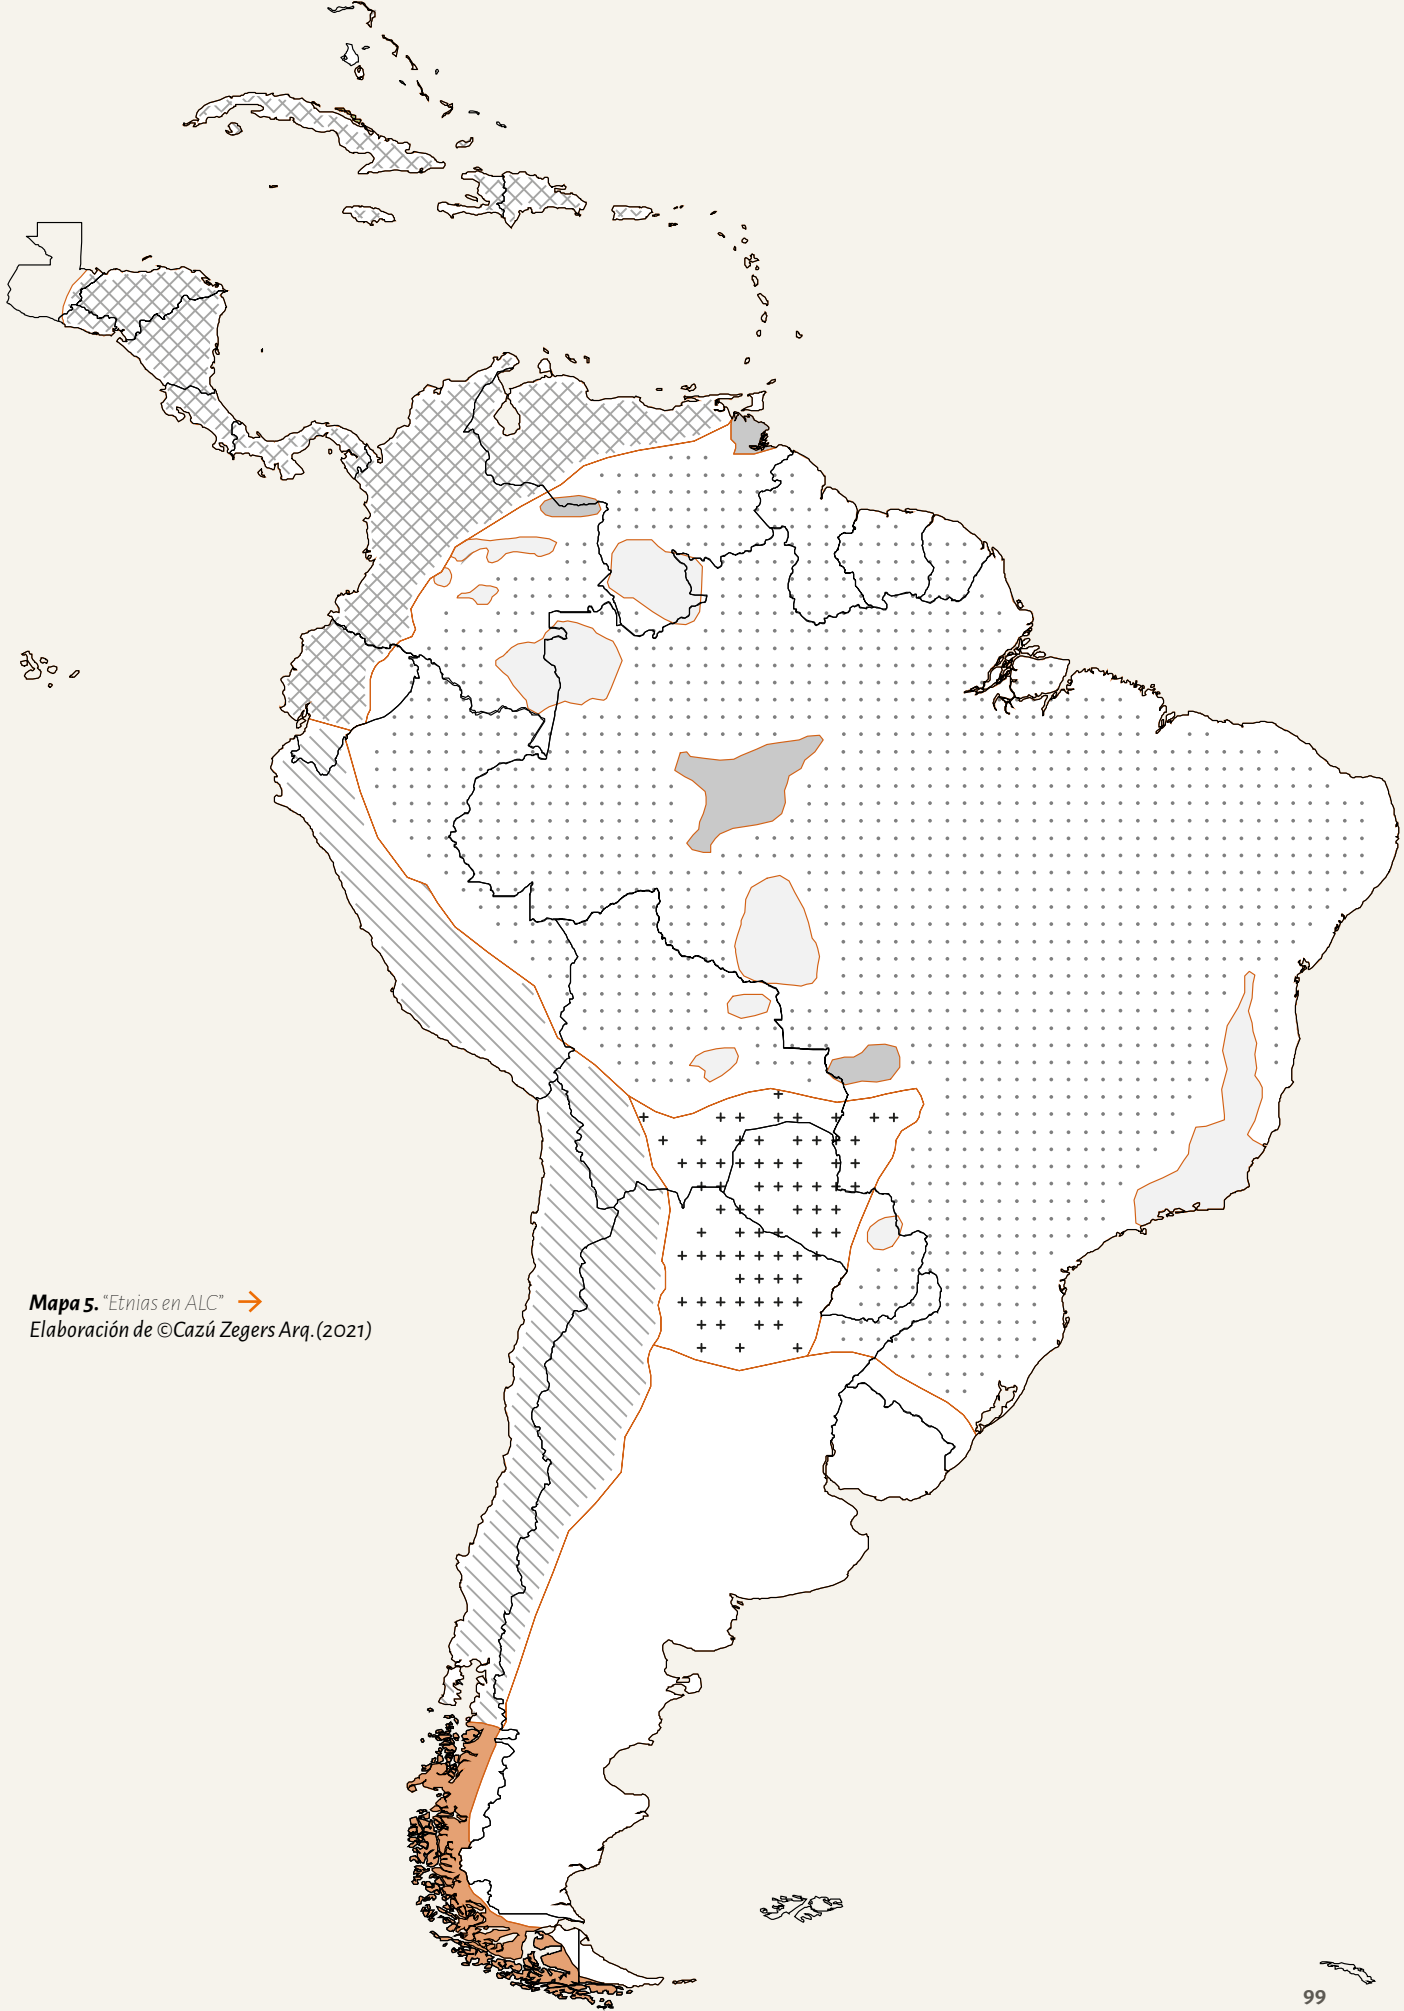 Mapa 5. “Etnias en ALC” →
Elaboración de ©Cazú Zegers Arq.(2021)
99